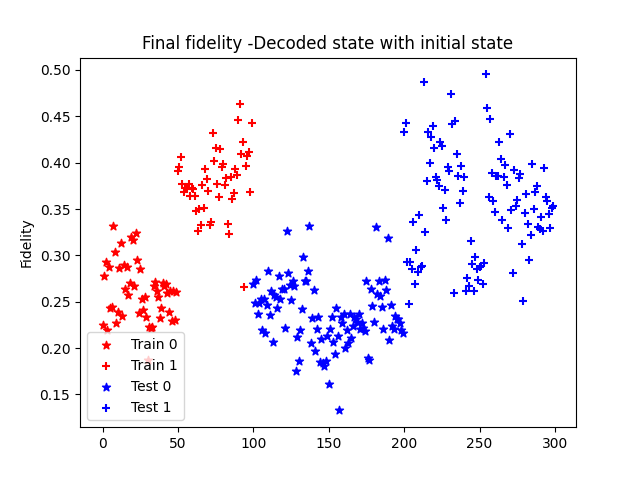 Final fidelity -Decoded state with initial state
0.50
0.45
0.40
0.35
0.30
0.25
0.20
0.15
Fidelity
Train 0
Train 1
Test 0
Test 1
0 50 100 150 200 250 300